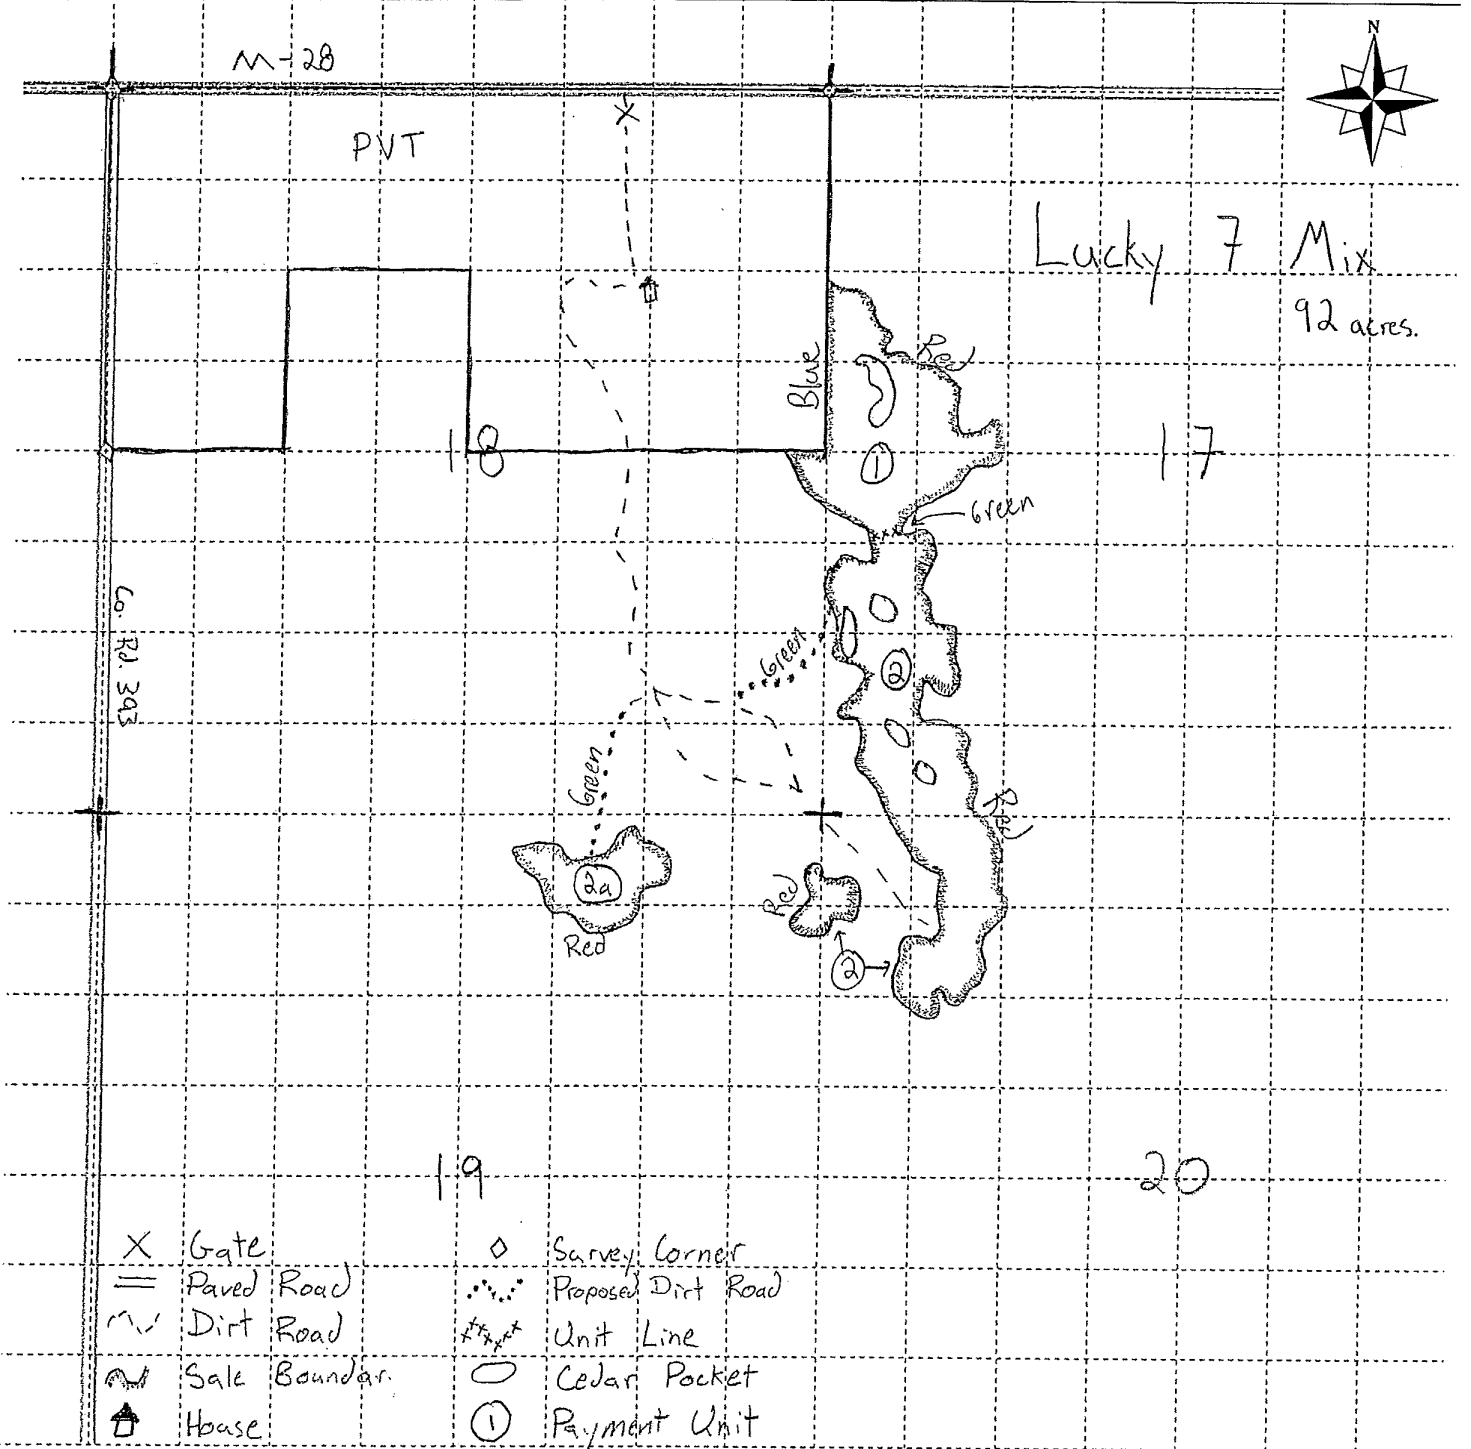 N
M-28
PVT
Lucky 7 Mix
92 acres.
Red
Blue
18
1
17
Green
Co. Rd. 393
Green
2
Green
Red
2a
Red
Red
2
19
20
X Gate
Paved Road
Dirt Road
Sale Boundar.
House
Survey Corner
Proposed Dirt Road
Unit Line
Cedar Pocket
1 Payment Unit